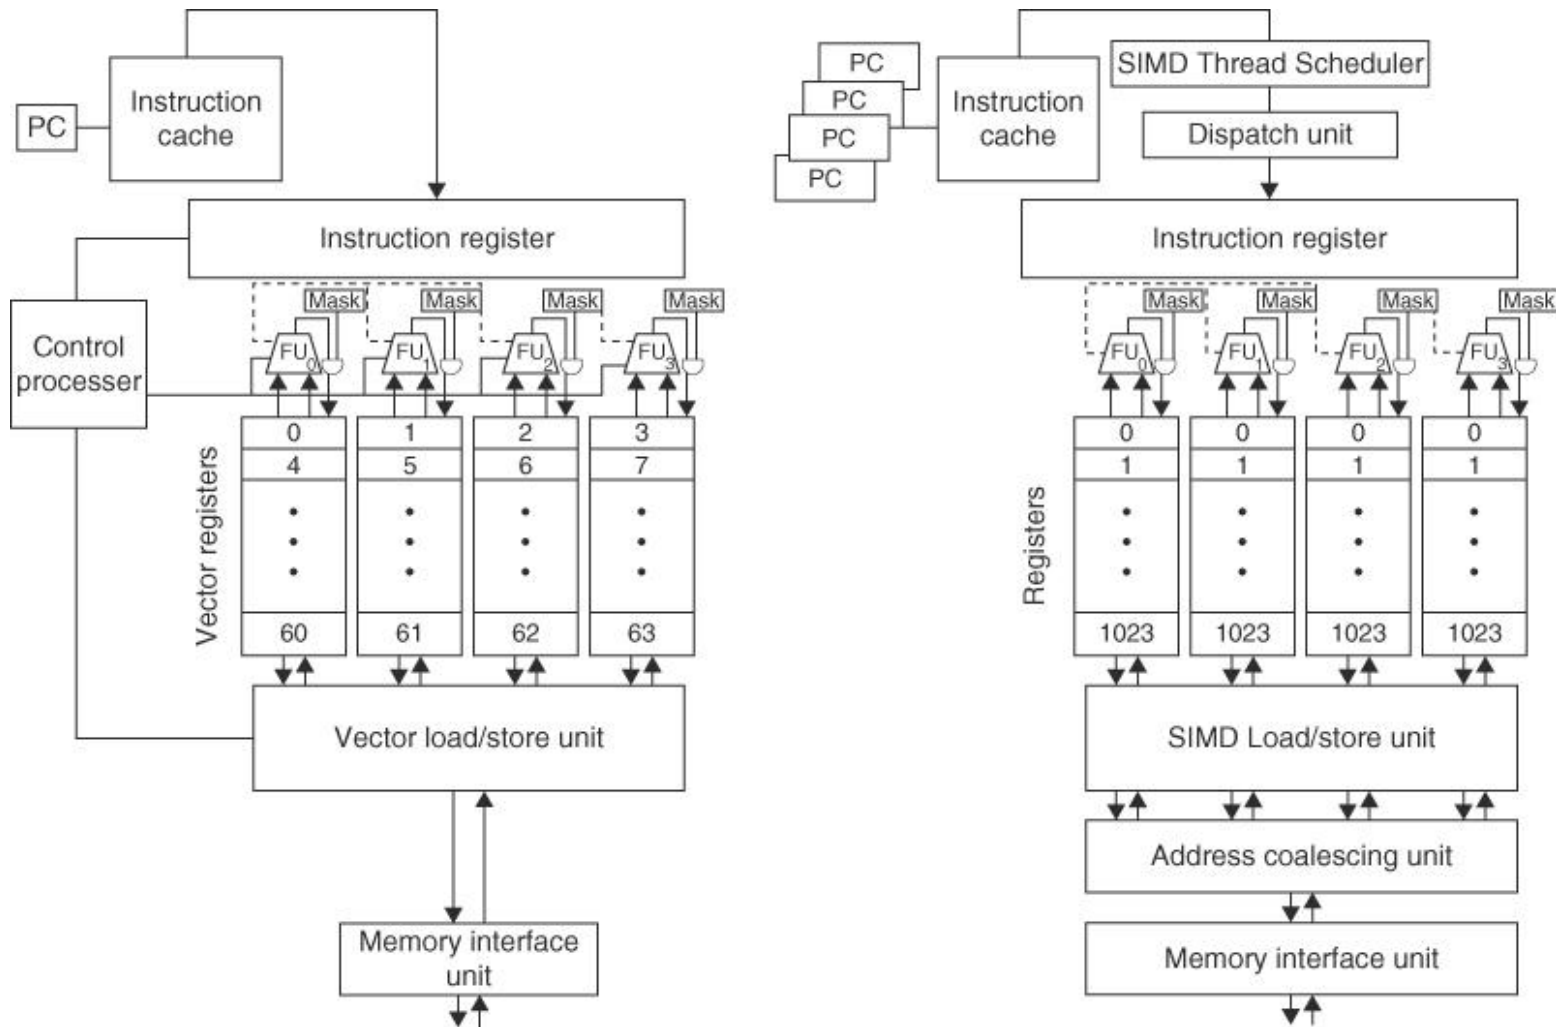 PC
Instruction
cache
Instruction register
Control
processer
Mask
Mask
Mask
Mask
FU0
FU1
FU2
FU3
Vector registers
0
1
2
3
4
5
6
7
60
61
62
63
Vector load/store unit
Memory interface
unit
PC
PC
PC
PC
Instruction
cache
SIMD Thread Scheduler
Dispatch unit
Instruction register
Mask
Mask
Mask
Mask
FU0
FU1
FU2
FU3
Registers
0
0
0
0
1
1
1
1
1023
1023
1023
1023
SIMD Load/store unit
Address coalescing unit
Memory interface unit